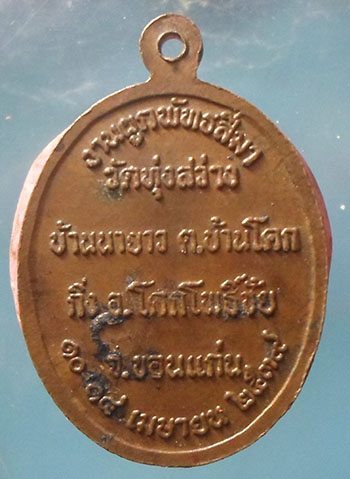 งานผูกพัทธสีมา
วัดทุ่งสว่าง
บ้านนายาว ต.บ้านโคก
กิ่ง อ.โคกโพธิ์ชัย
จ.ขอนแก่น
๑๐-๑๘ เมษายน ๒๕๓๙